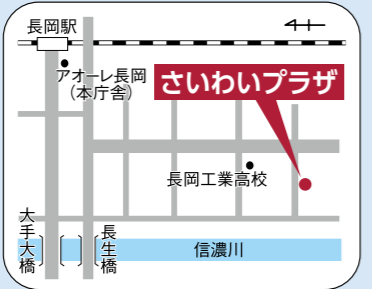 長岡駅
アオーレ長岡
（本庁舎）
さいわいプラザ
長岡工業高校
大手大橋
長生橋
信濃川